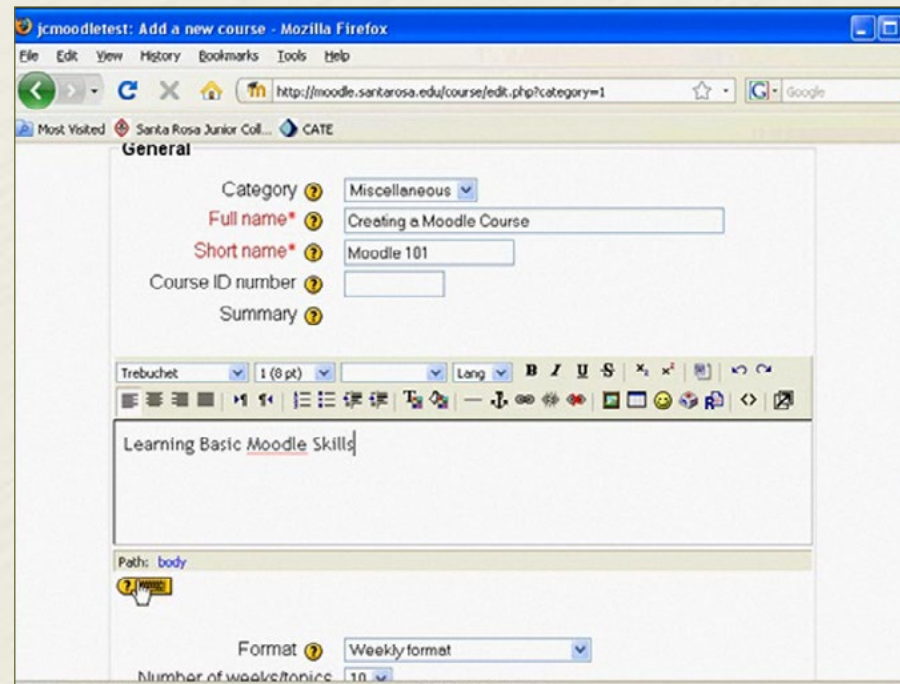 jcmoodletest: Add a new course - Mozilla Firefox
File Edit View History Bookmarks Tools Help
http://moodle.santarosa.edu/course/edit.php?category=1 G Google
Most Visited Santa Rosa Junior Coll... CATE
General
Category ? Miscellaneous
Full name* ? Creating a Moodle Course
Short name* ? Moodle 101
Course ID number ?
Summary ?
Trebuchet 1 (8 pt) Lang B I U S
Learning Basic Moodle Skills
Path: body
?
Format ? Weekly format
Number of weeks/topics 10